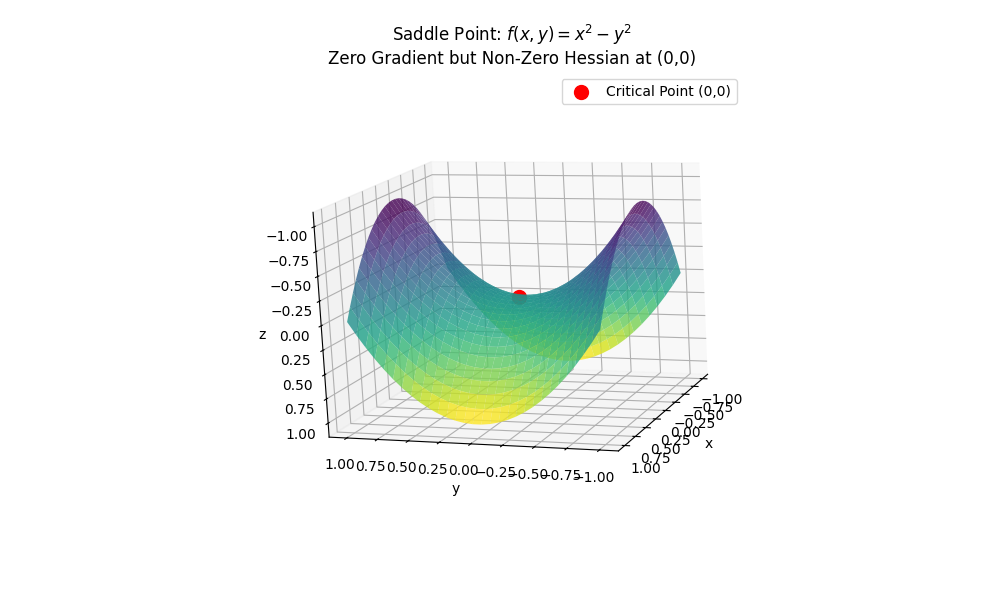 Saddle Point: f(x, y) = x² − y²
Zero Gradient but Non-Zero Hessian at (0,0)
Critical Point (0,0)
−1.00
−0.75
−0.50
−0.25
0.00
0.25
0.50
0.75
1.00
z
1.00 0.75 0.50 0.25 0.00 −0.25 −0.50 −0.75 −1.00
y
−1.00
−0.75
−0.50
−0.25
0.00
0.25
0.50
0.75
1.00
x